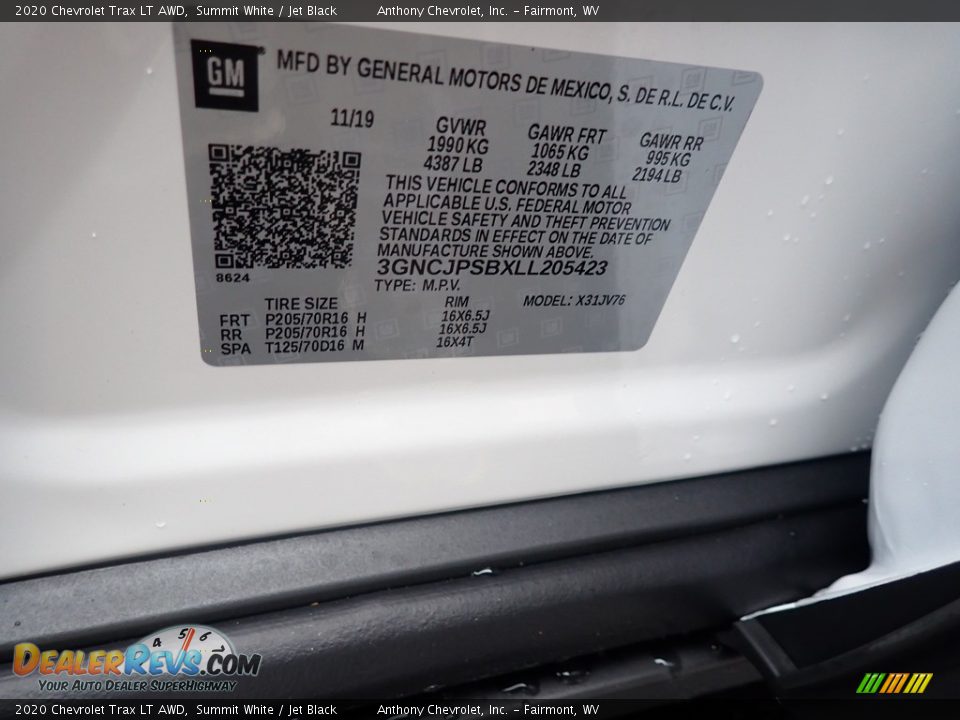 2020 Chevrolet Trax LT AWD, Summit White / Jet Black Anthony Chevrolet, Inc. - Fairmont, WV
GM
MFD BY GENERAL MOTORS DE MEXICO, S. DE R.L. DE C.V.
11/19
GVWR GAWR FRT GAWR RR
1990 KG 1065 KG 995 KG
4387 LB 2348 LB 2194 LB
THIS VEHICLE CONFORMS TO ALL
APPLICABLE U.S. FEDERAL MOTOR
VEHICLE SAFETY AND THEFT PREVENTION
STANDARDS IN EFFECT ON THE DATE OF
MANUFACTURE SHOWN ABOVE.
3GNCJPSBXLL205423
8624
TYPE: M.P.V. MODEL: X31JV76
TIRE SIZE RIM
FRT P205/70R16 H 16X6.5J
RR P205/70R16 H 16X6.5J
SPA T125/70D16 M 16X4T
4 5 6
DEALERREVS.COM
YOUR AUTO DEALER SUPERHIGHWAY
2020 Chevrolet Trax LT AWD, Summit White / Jet Black Anthony Chevrolet, Inc. - Fairmont, WV